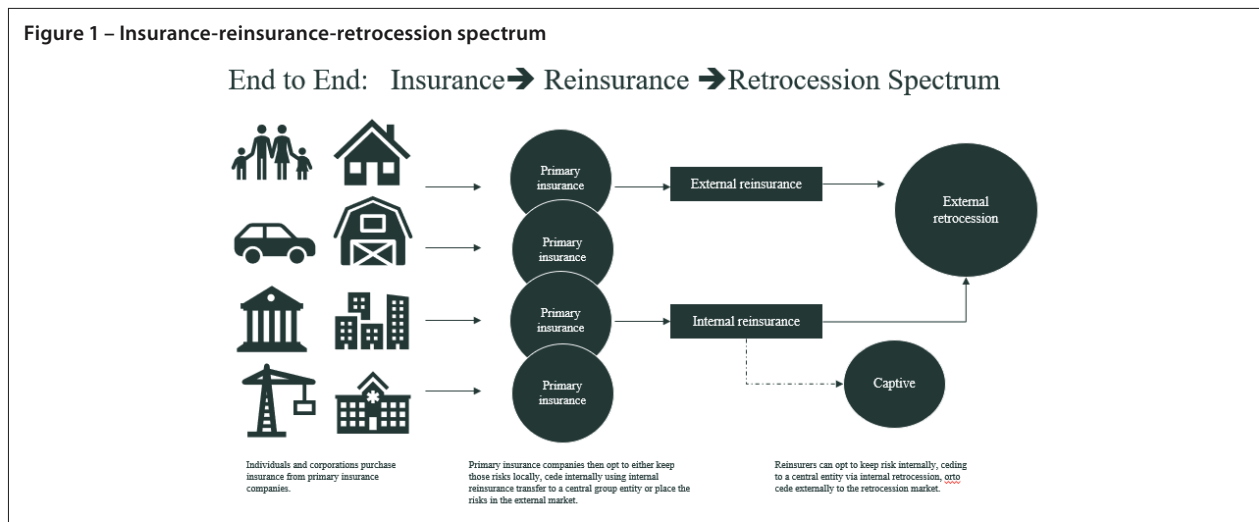 Figure 1 – Insurance-reinsurance-retrocession spectrum
End to End: Insurance➔ Reinsurance ➔Retrocession Spectrum
Primary
insurance
External reinsurance
External
retrocession
Primary
insurance
Primary
insurance
Internal reinsurance
Primary
insurance
Captive
Individuals and corporations purchase
insurance from primary insurance
companies.
Primary insurance companies then opt to either keep
those risks locally, cede internally using internal
reinsurance transfer to a central group entity or place the
risks in the external market.
Reinsurers can opt to keep risk internally, ceding
to a central entity via internal retrocession, orto
cede externally to the retrocession market.